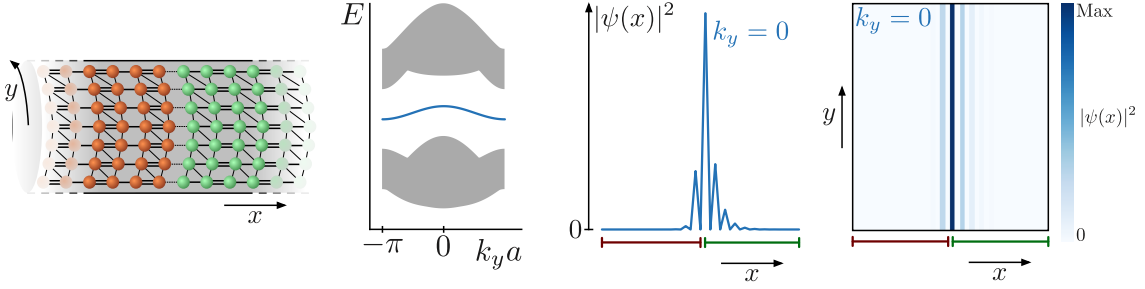 y
x
E
−π
0
k_y a
|ψ(x)|²
k_y = 0
0
x
k_y = 0
y
x
Max
|ψ(x)|²
0